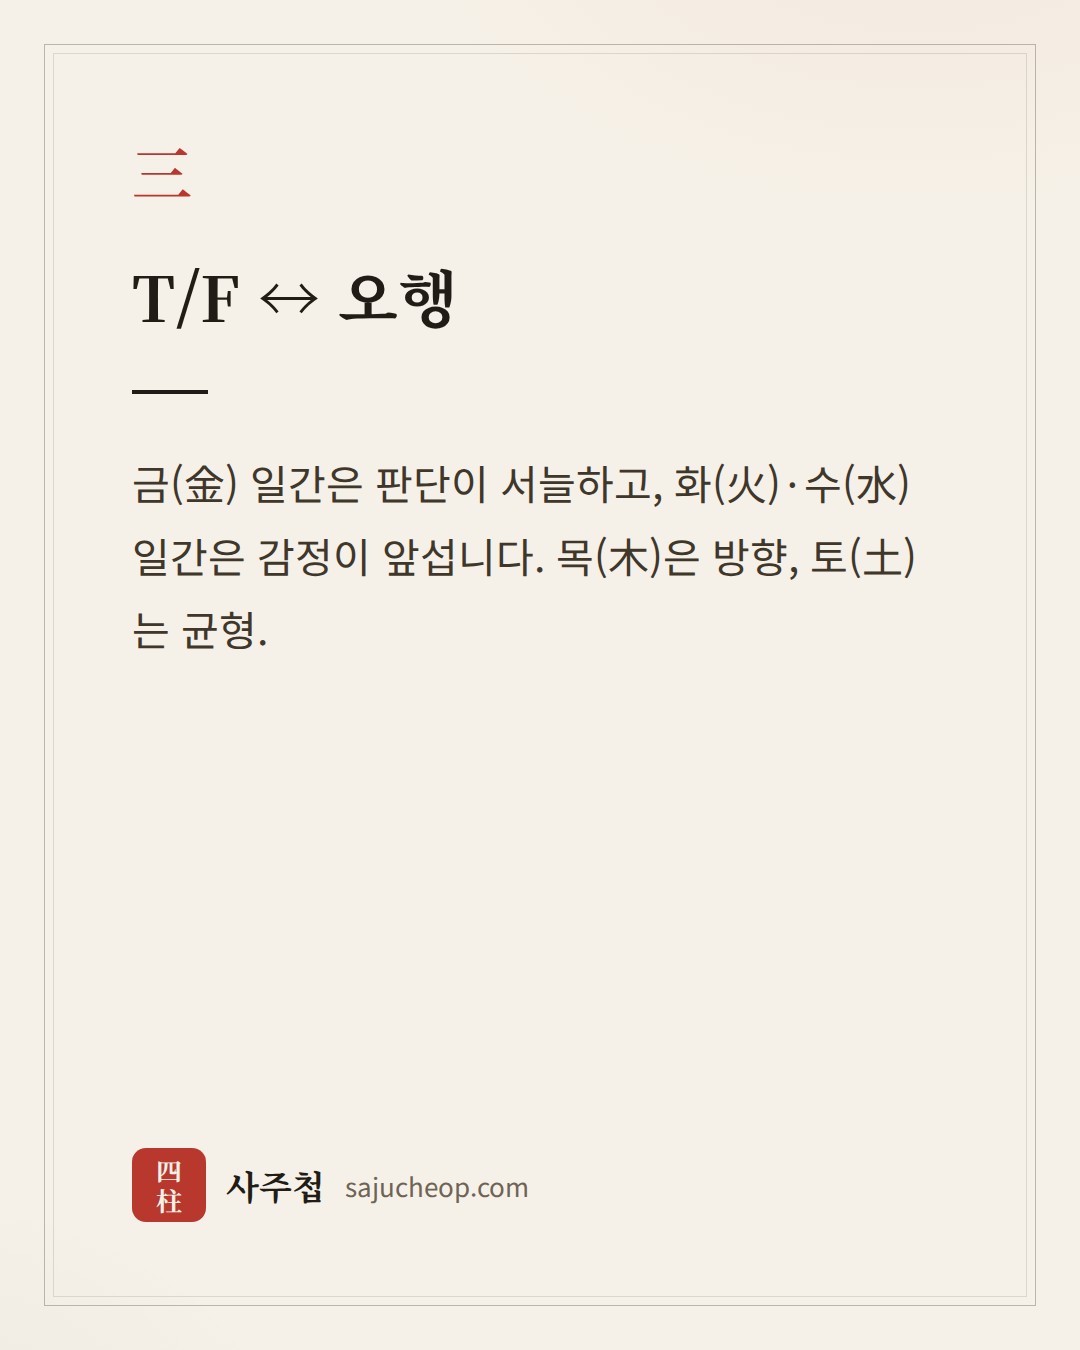 三
T/F ↔ 오행
금(金) 일간은 판단이 서늘하고, 화(火)·수(水)
일간은 감정이 앞섭니다. 목(木)은 방향, 토(土)
는 균형.
四
柱
사주첩 sajucheop.com